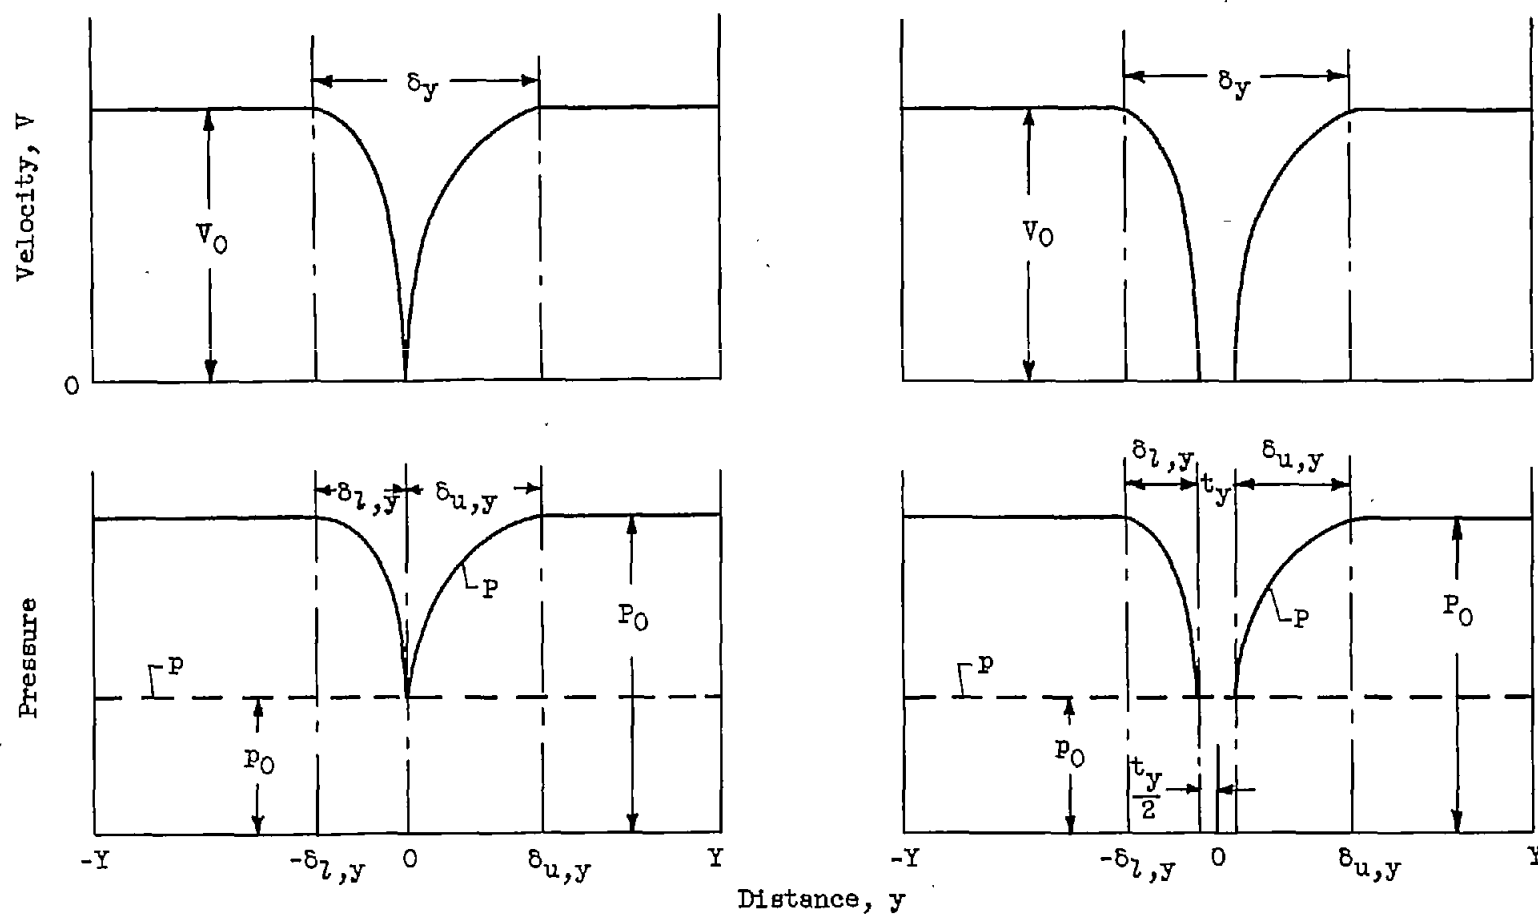 δy
δy
Velocity, V
V0
V0
0
δl,y
δu,y
δl,y
ty
δu,y
P
P
P0
P0
Pressure
p
p
p0
p0
ty/2
-Y
-δl,y
0
δu,y
Y
-Y
-δl,y
0
δu,y
Y
Distance, y